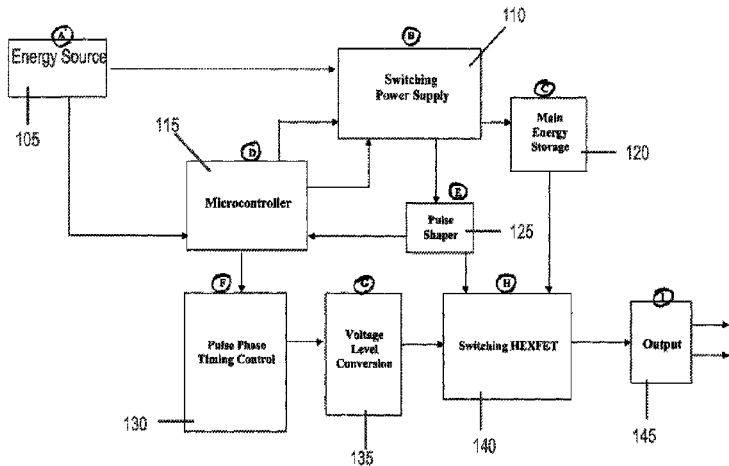 A
Energy Source
105
B
110
Switching
Power Supply
C
Main
Energy
Storage
120
115
D
Microcontroller
E
Pulse
Shaper
125
F
Pulse Phase
Timing Control
130
G
Voltage
Level
Conversion
135
H
Switching HEXFET
140
I
Output
145